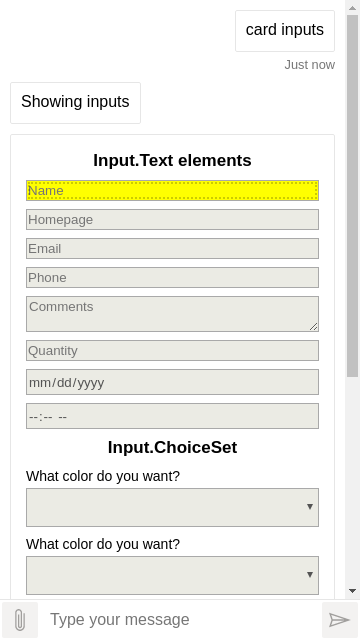 card inputs
Just now
Showing inputs
Input.Text elements
Name
Homepage
Email
Phone
Comments
Quantity
mm/dd/yyyy
--:-- --
Input.ChoiceSet
What color do you want?
What color do you want?
Type your message